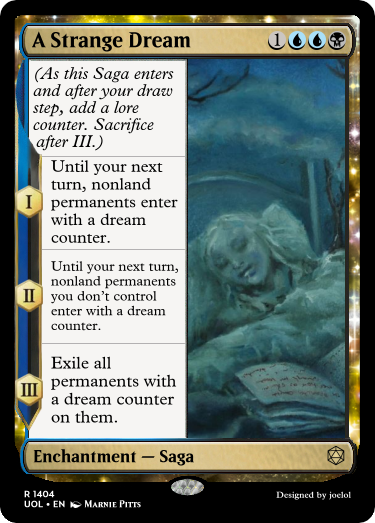 A Strange Dream
1
(As this Saga enters
and after your draw
step, add a lore
counter. Sacrifice
after III.)
I
Until your next
turn, nonland
permanents enter
with a dream
counter.
II
Until your next turn,
nonland permanents
you don't control
enter with a dream
counter.
III
Exile all
permanents with
a dream counter
on them.
Enchantment — Saga
R 1404
UOL • EN Marnie Pitts
Designed by joelol